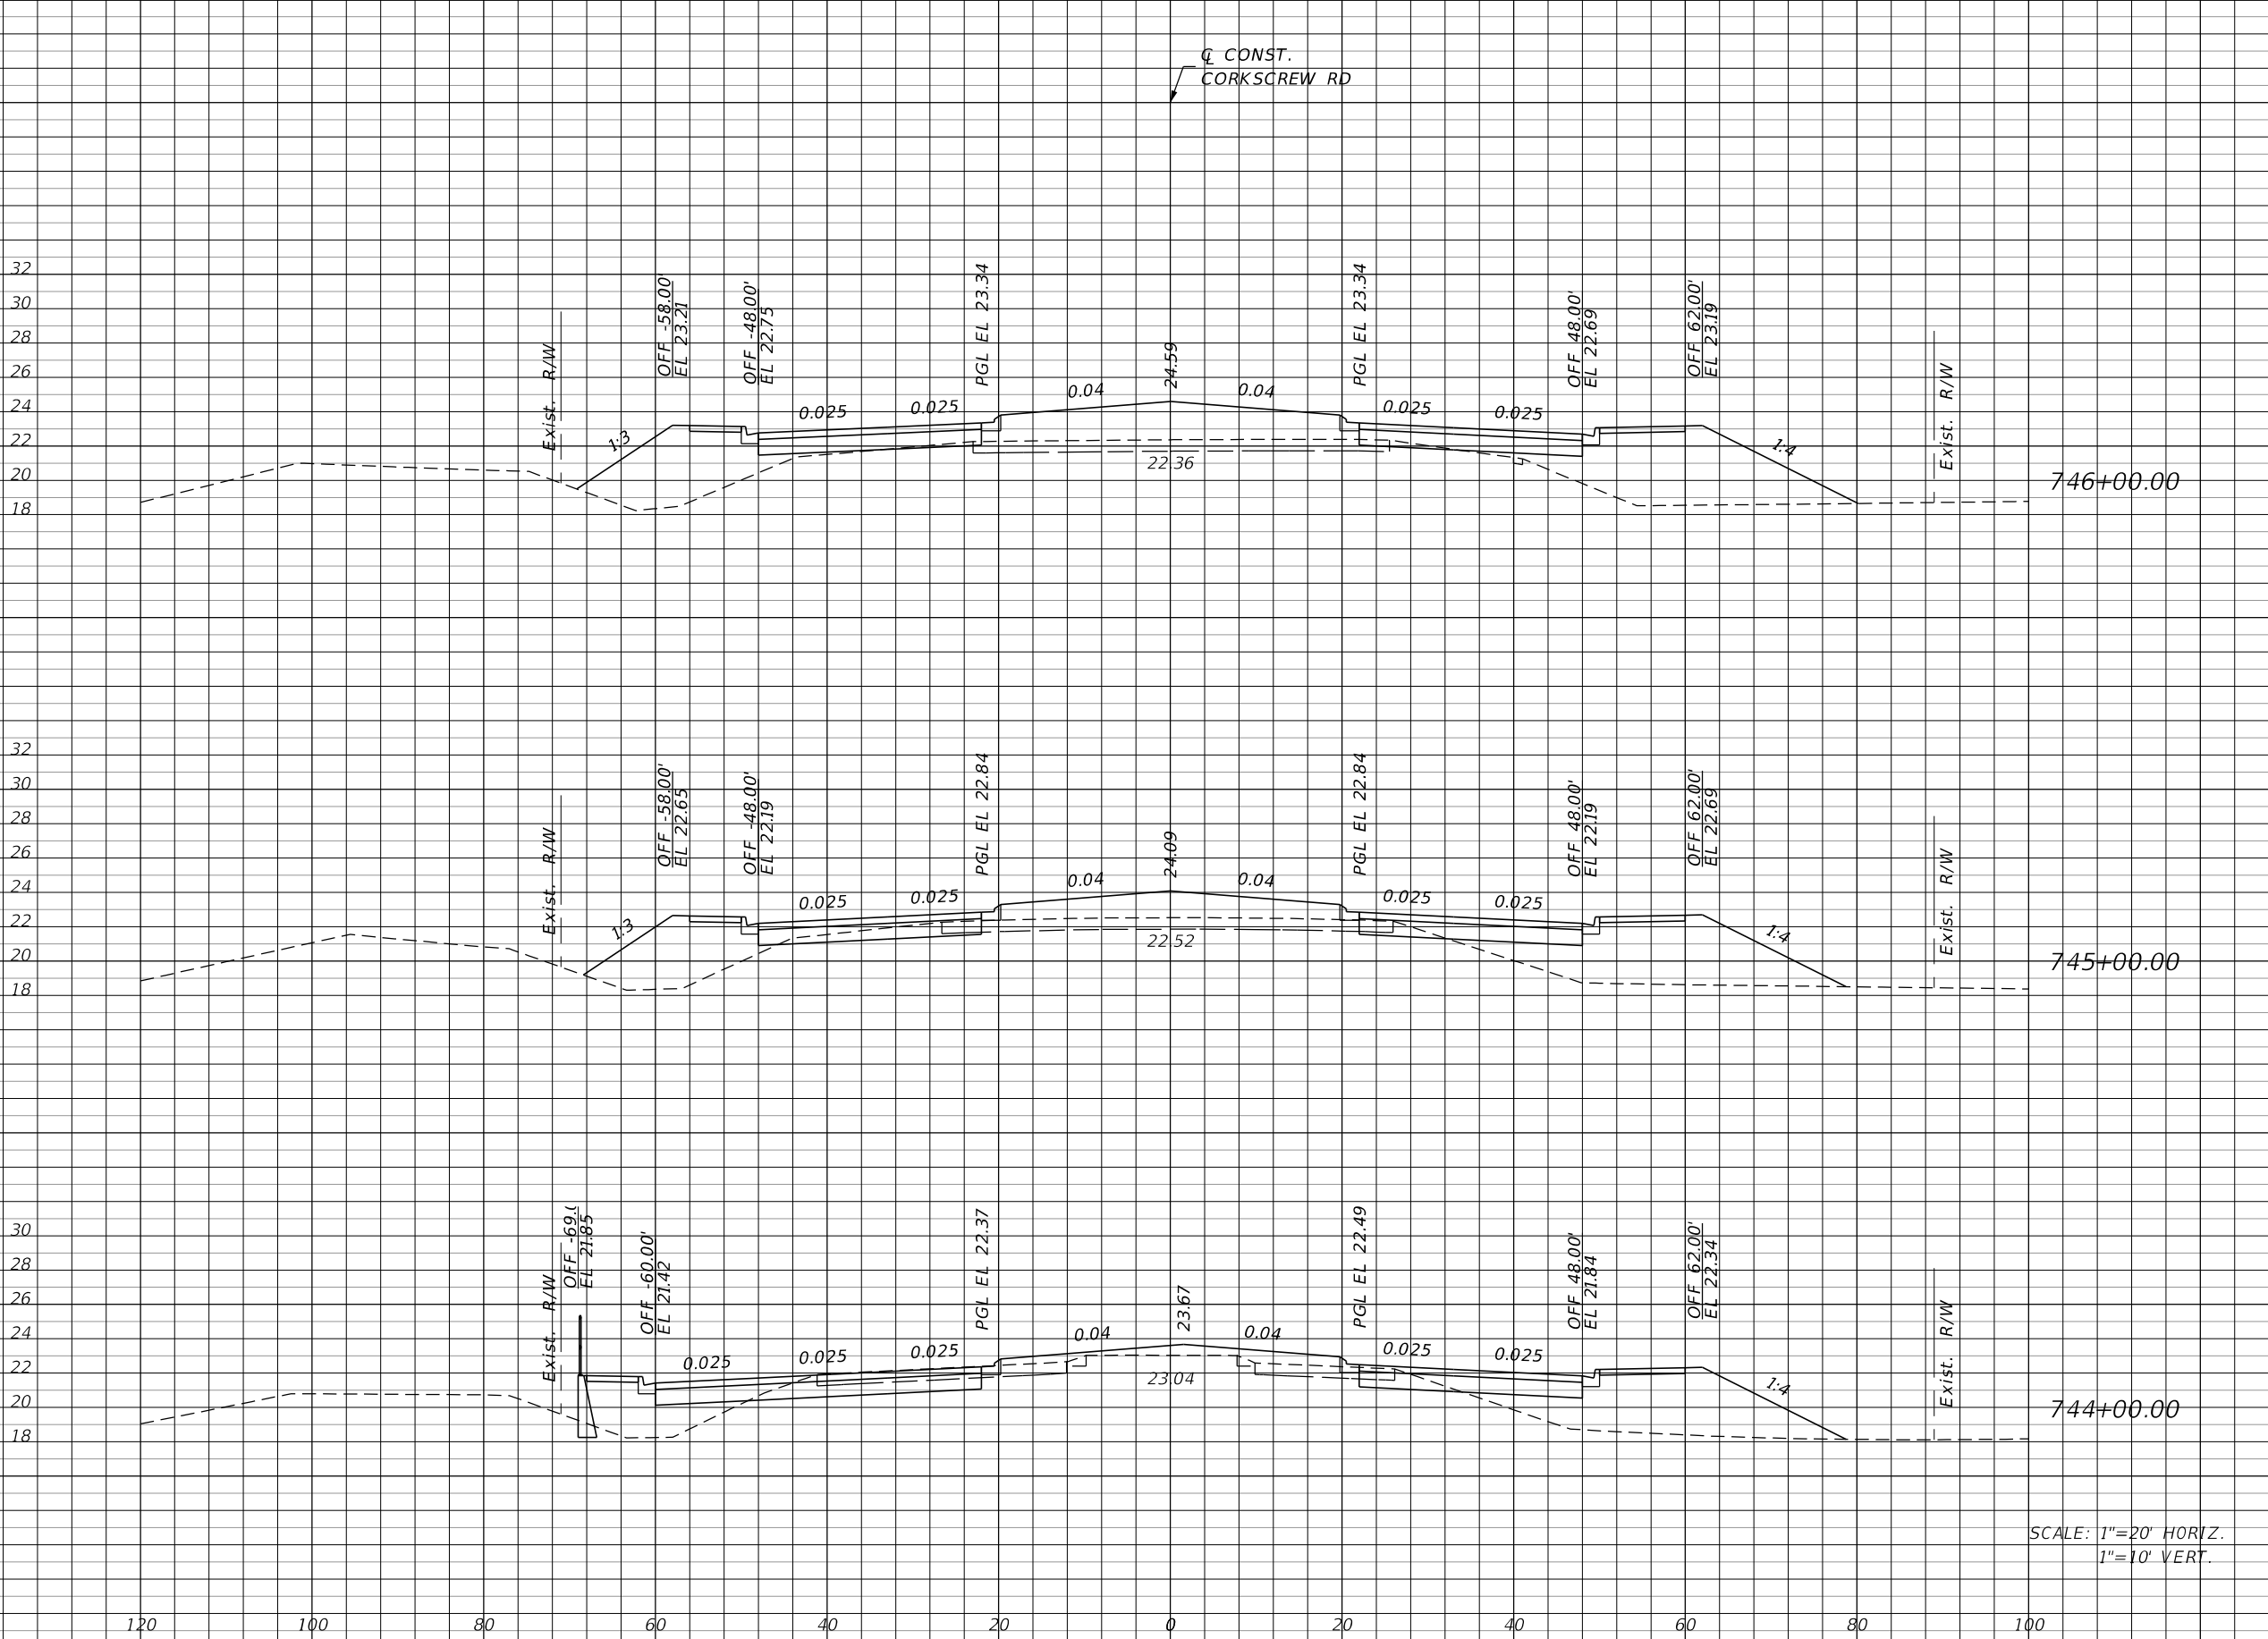 ℄ CONST.
CORKSCREW RD
32
30
28
26
24
22
20
18
Exist. R/W
1:3
OFF -58.00'
EL 23.21
OFF -48.00'
EL 22.75
0.025
0.025
PGL EL 23.34
0.04
24.59
22.36
0.04
PGL EL 23.34
0.025
0.025
OFF 48.00'
EL 22.69
OFF 62.00'
EL 23.19
1:4
Exist. R/W
746+00.00
32
30
28
26
24
22
20
18
Exist. R/W
1:3
OFF -58.00'
EL 22.65
OFF -48.00'
EL 22.19
0.025
0.025
PGL EL 22.84
0.04
24.09
22.52
0.04
PGL EL 22.84
0.025
0.025
OFF 48.00'
EL 22.19
OFF 62.00'
EL 22.69
1:4
Exist. R/W
745+00.00
30
28
26
24
22
20
18
Exist. R/W
OFF -69.0
EL 21.85
OFF -60.00'
EL 21.42
0.025
0.025
0.025
PGL EL 22.37
0.04
23.67
23.04
0.04
PGL EL 22.49
0.025
0.025
OFF 48.00'
EL 21.84
OFF 62.00'
EL 22.34
1:4
Exist. R/W
744+00.00
SCALE: 1"=20' HORIZ.
1"=10' VERT.
120 100 80 60 40 20 0 20 40 60 80 100